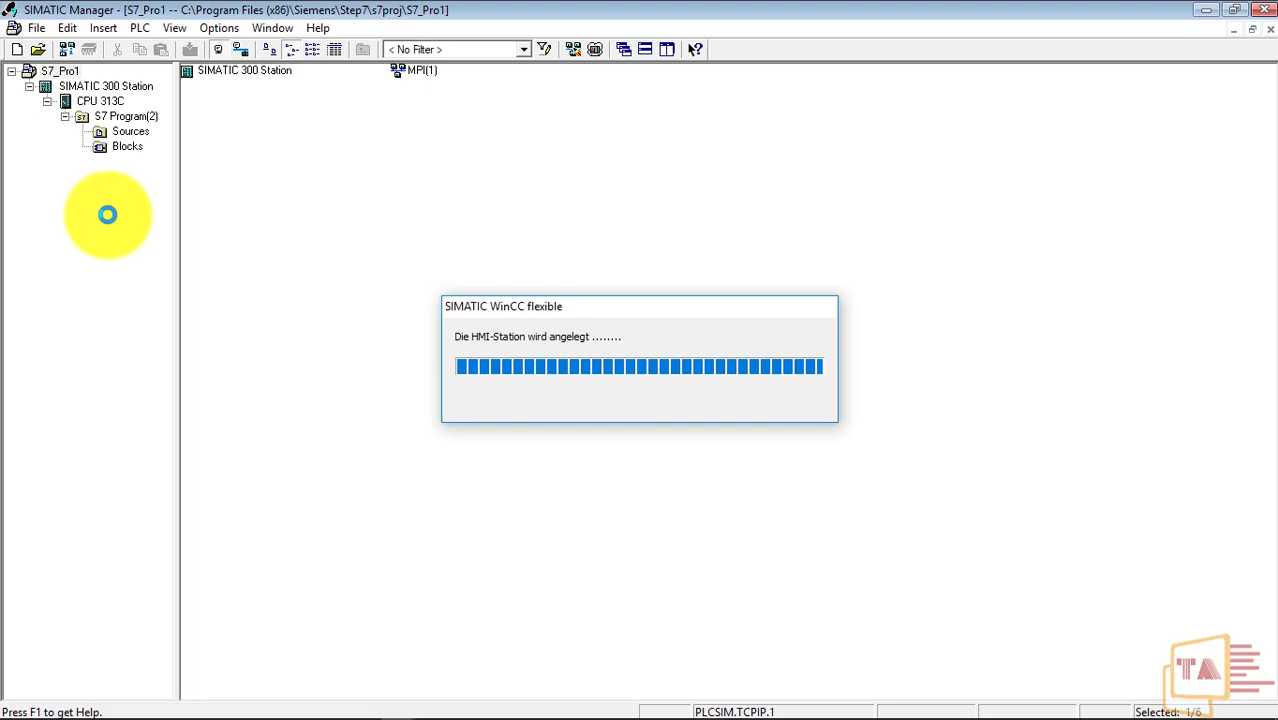 SIMATIC Manager - [S7_Pro1 -- C:\Program Files (x86)\Siemens\Step7\s7proj\S7_Pro1]
File Edit Insert PLC View Options Window Help
< No Filter >
S7_Pro1
SIMATIC 300 Station
CPU 313C
S7 Program(2)
Sources
Blocks
SIMATIC 300 Station MPI(1)
SIMATIC WinCC flexible
Die HMI-Station wird angelegt ........
TA
Press F1 to get Help. PLCSIM.TCPIP.1 Selected: 1/6